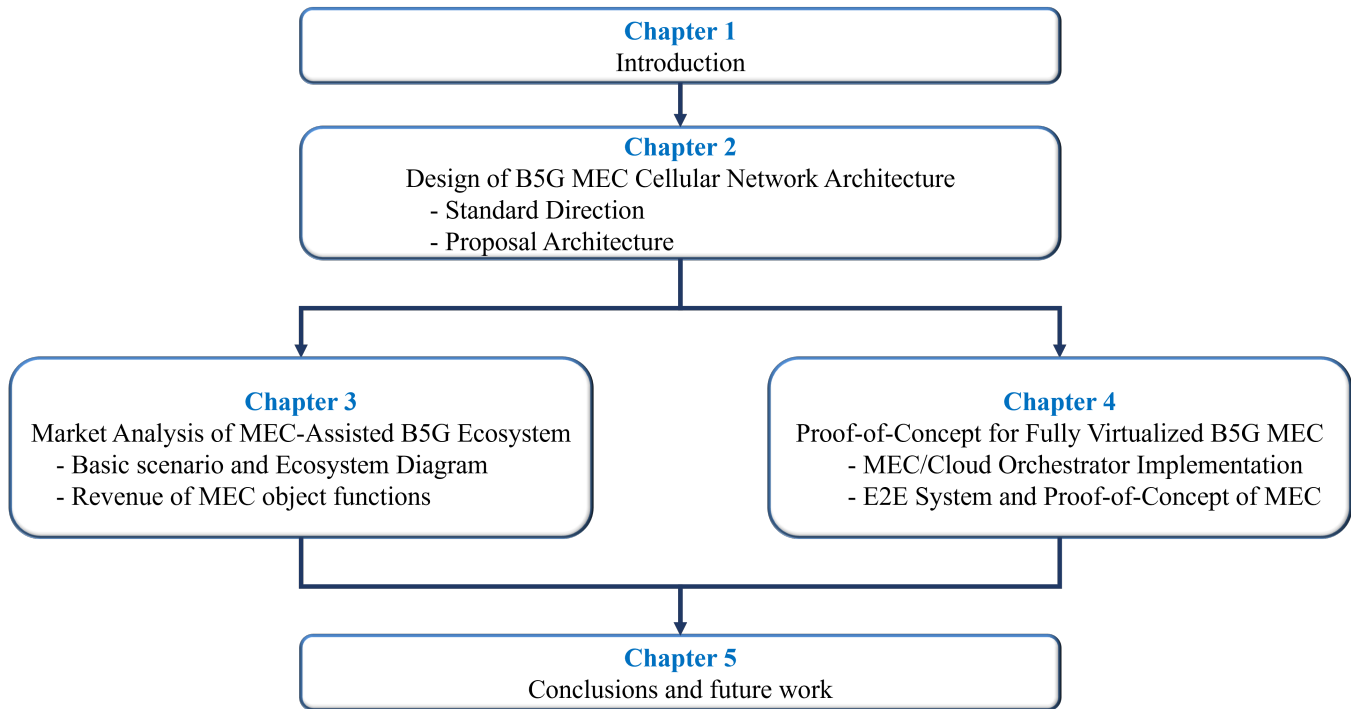 Chapter 1
Introduction
Chapter 2
Design of B5G MEC Cellular Network Architecture
- Standard Direction
- Proposal Architecture
Chapter 3
Market Analysis of MEC-Assisted B5G Ecosystem
- Basic scenario and Ecosystem Diagram
- Revenue of MEC object functions
Chapter 4
Proof-of-Concept for Fully Virtualized B5G MEC
- MEC/Cloud Orchestrator Implementation
- E2E System and Proof-of-Concept of MEC
Chapter 5
Conclusions and future work